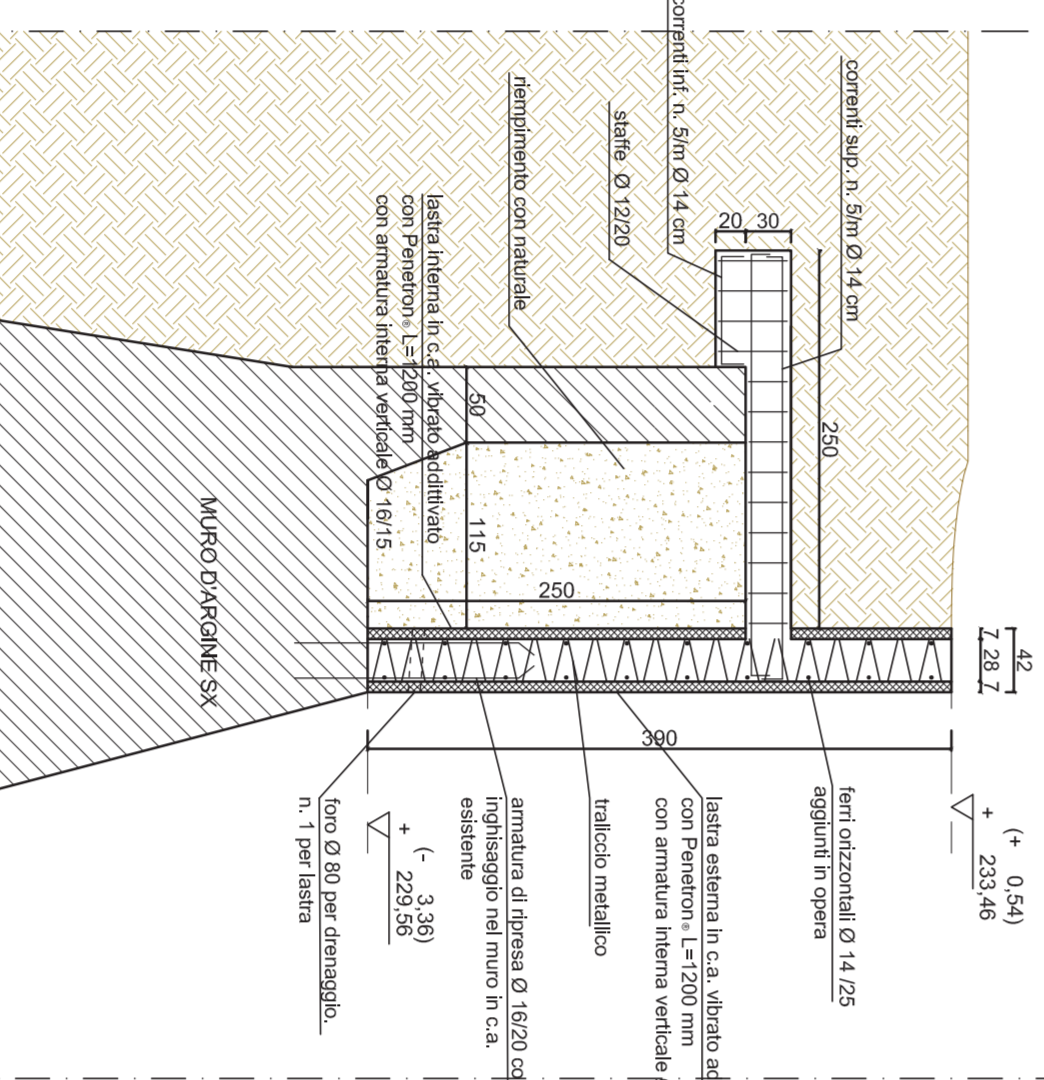 (+ 0,54)
+ 233,46
42
7 28 7
ferri orizzontali Ø 14 /25
aggiunti in opera
correnti sup. n. 5/m Ø 14 cm
250
20
30
correnti inf. n. 5/m Ø 14 cm
staffe Ø 12/20
riempimento con naturale
lastra interna in c.a. vibrato addittivato
con Penetron® L=1200 mm
con armatura interna verticale Ø 16/15
50
115
250
390
lastra esterna in c.a. vibrato ad
con Penetron® L=1200 mm
con armatura interna verticale
traliccio metallico
armatura di ripresa Ø 16/20 co
inghisaggio nel muro in c.a.
esistente
(- 3,36)
+ 229,56
foro Ø 80 per drenaggio.
n. 1 per lastra
MURO D'ARGINE SX